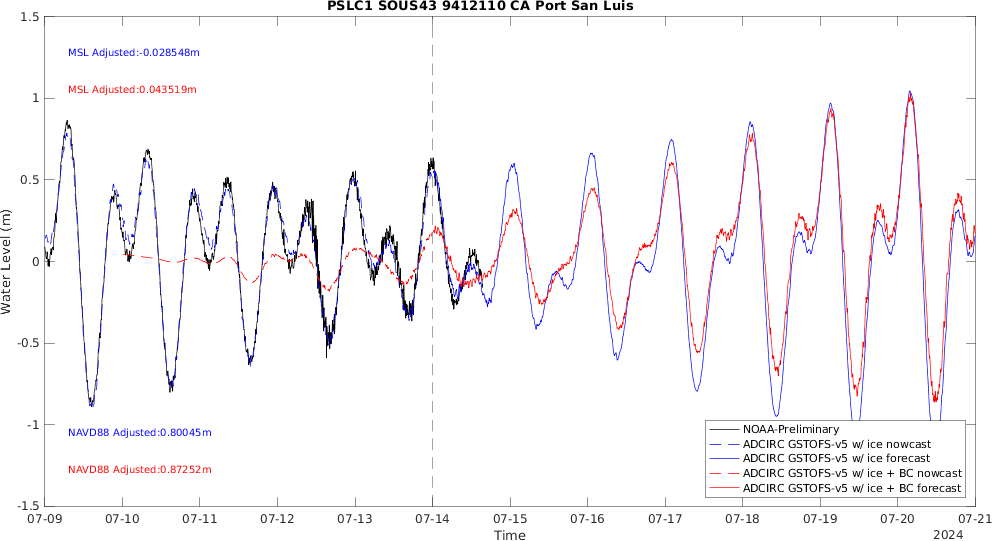 PSLC1 SOUS43 9412110 CA Port San Luis
1.5
1
0.5
0
-0.5
-1
-1.5
Water Level (m)
MSL Adjusted:-0.028548m
MSL Adjusted:0.043519m
NAVD88 Adjusted:0.80045m
NAVD88 Adjusted:0.87252m
NOAA-Preliminary
ADCIRC GSTOFS-v5 w/ ice nowcast
ADCIRC GSTOFS-v5 w/ ice forecast
ADCIRC GSTOFS-v5 w/ ice + BC nowcast
ADCIRC GSTOFS-v5 w/ ice + BC forecast
07-09 07-10 07-11 07-12 07-13 07-14 07-15 07-16 07-17 07-18 07-19 07-20 07-21
Time
2024